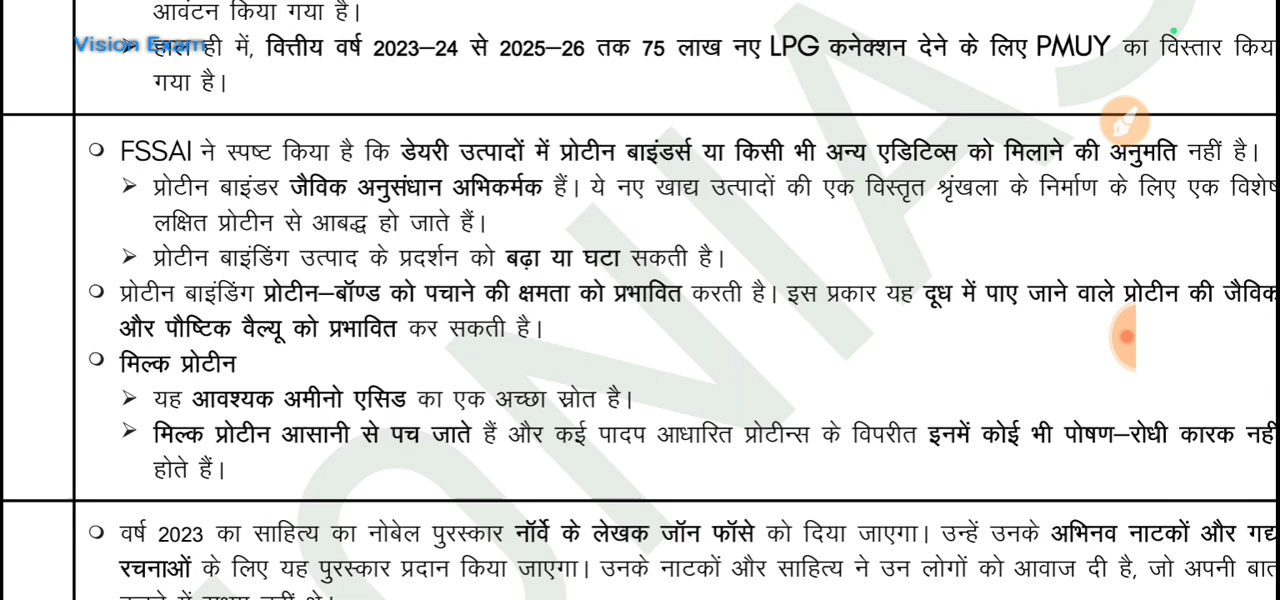 आवंटन किया गया है।
Vision Exam
➤ हाल ही में, वित्तीय वर्ष 2023–24 से 2025–26 तक 75 लाख नए LPG कनेक्शन देने के लिए PMUY का विस्तार किय
गया है।
○ FSSAI ने स्पष्ट किया है कि डेयरी उत्पादों में प्रोटीन बाइंडर्स या किसी भी अन्य एडिटिव्स को मिलाने की अनुमति नहीं है।
➤ प्रोटीन बाइंडर जैविक अनुसंधान अभिकर्मक हैं। ये नए खाद्य उत्पादों की एक विस्तृत श्रृंखला के निर्माण के लिए एक विशेष
लक्षित प्रोटीन से आबद्ध हो जाते हैं।
➤ प्रोटीन बाइंडिंग उत्पाद के प्रदर्शन को बढ़ा या घटा सकती है।
○ प्रोटीन बाइंडिंग प्रोटीन–बॉण्ड को पचाने की क्षमता को प्रभावित करती है। इस प्रकार यह दूध में पाए जाने वाले प्रोटीन की जैविक
और पौष्टिक वैल्यू को प्रभावित कर सकती है।
○ मिल्क प्रोटीन
➤ यह आवश्यक अमीनो एसिड का एक अच्छा स्रोत है।
➤ मिल्क प्रोटीन आसानी से पच जाते हैं और कई पादप आधारित प्रोटीन्स के विपरीत इनमें कोई भी पोषण–रोधी कारक नहीं
होते हैं।
○ वर्ष 2023 का साहित्य का नोबेल पुरस्कार नॉर्वे के लेखक जॉन फॉसे को दिया जाएगा। उन्हें उनके अभिनव नाटकों और गद्य
रचनाओं के लिए यह पुरस्कार प्रदान किया जाएगा। उनके नाटकों और साहित्य ने उन लोगों को आवाज दी है, जो अपनी बात